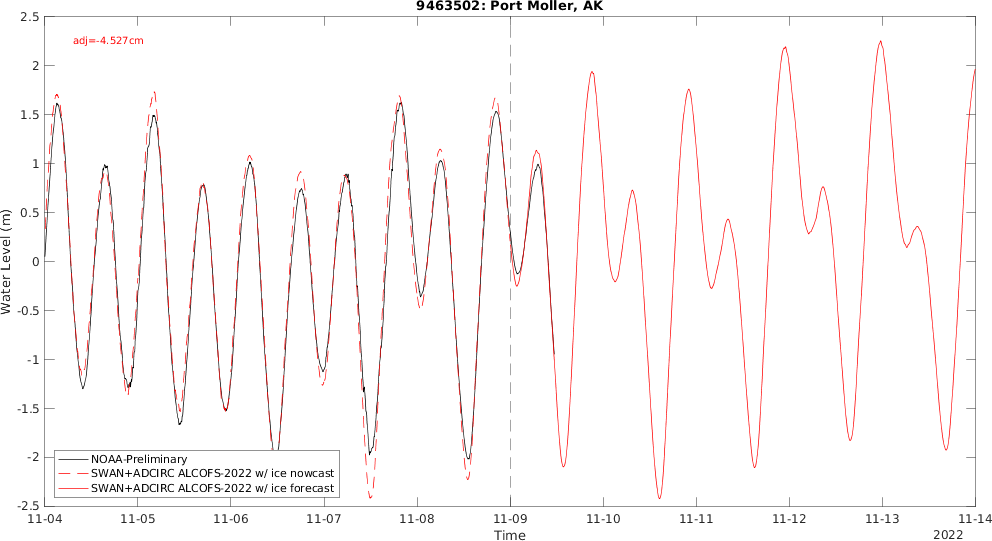 9463502: Port Moller, AK
adj=-4.527cm
2.5
2
1.5
1
0.5
0
-0.5
-1
-1.5
-2
-2.5
Water Level (m)
NOAA-Preliminary
SWAN+ADCIRC ALCOFS-2022 w/ ice nowcast
SWAN+ADCIRC ALCOFS-2022 w/ ice forecast
11-04 11-05 11-06 11-07 11-08 11-09 11-10 11-11 11-12 11-13 11-14
Time
2022